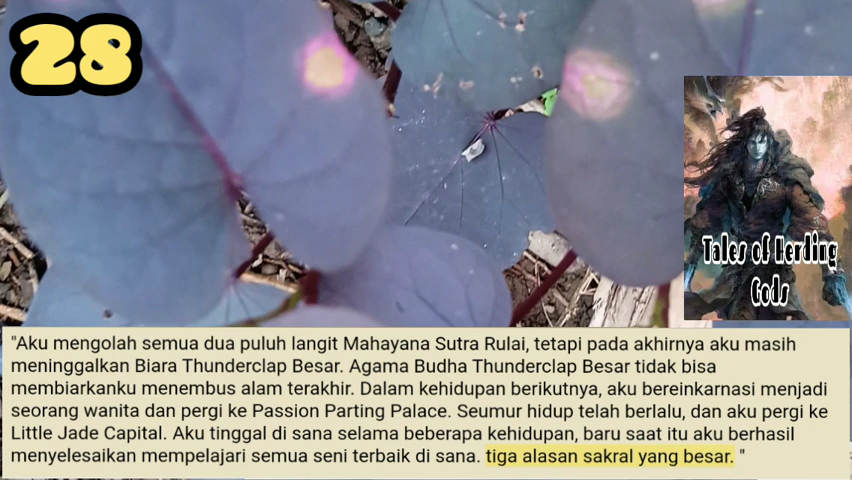 28
Tales of Herding
Gods
"Aku mengolah semua dua puluh langit Mahayana Sutra Rulai, tetapi pada akhirnya aku masih
meninggalkan Biara Thunderclap Besar. Agama Budha Thunderclap Besar tidak bisa
membiarkanku menembus alam terakhir. Dalam kehidupan berikutnya, aku bereinkarnasi menjadi
seorang wanita dan pergi ke Passion Parting Palace. Seumur hidup telah berlalu, dan aku pergi ke
Little Jade Capital. Aku tinggal di sana selama beberapa kehidupan, baru saat itu aku berhasil
menyelesaikan mempelajari semua seni terbaik di sana. tiga alasan sakral yang besar. "